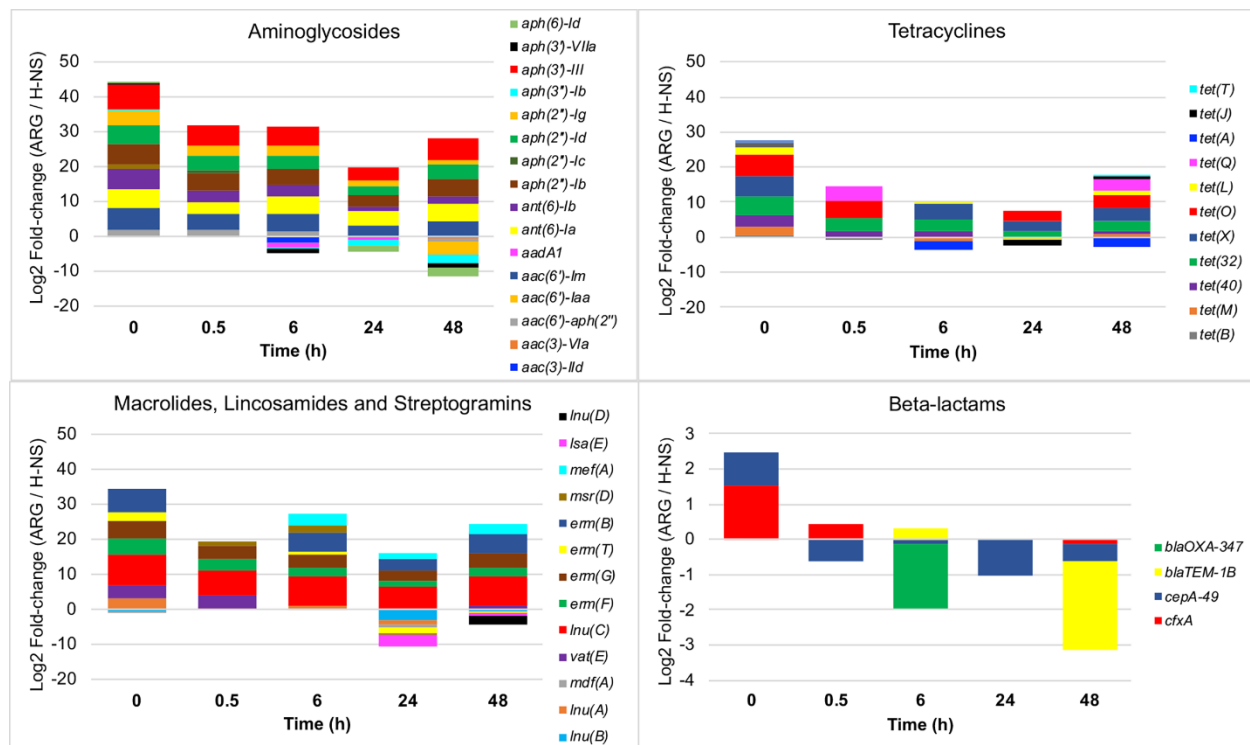 Aminoglycosides
Log2 Fold-change (ARG / H-NS)
50
40
30
20
10
0
-10
-20
0 0.5 6 24 48
Time (h)
aph(6)-Id
aph(3')-VIIa
aph(3')-III
aph(3")-Ib
aph(2")-Ig
aph(2")-Id
aph(2")-Ic
aph(2")-Ib
ant(6)-Ib
ant(6)-Ia
aadA1
aac(6')-Im
aac(6')-Iaa
aac(6')-aph(2")
aac(3)-VIa
aac(3)-IId
Tetracyclines
Log2 Fold-change (ARG / H-NS)
50
40
30
20
10
0
-10
-20
0 0.5 6 24 48
Time (h)
tet(T)
tet(J)
tet(A)
tet(Q)
tet(L)
tet(O)
tet(X)
tet(32)
tet(40)
tet(M)
tet(B)
Macrolides, Lincosamides and Streptogramins
Log2 Fold-change (ARG / H-NS)
50
40
30
20
10
0
-10
-20
0 0.5 6 24 48
Time (h)
lnu(D)
lsa(E)
mef(A)
msr(D)
erm(B)
erm(T)
erm(G)
erm(F)
lnu(C)
vat(E)
mdf(A)
lnu(A)
lnu(B)
Beta-lactams
Log2 Fold-change (ARG / H-NS)
3
2
1
0
-1
-2
-3
-4
0 0.5 6 24 48
Time (h)
blaOXA-347
blaTEM-1B
cepA-49
cfxA